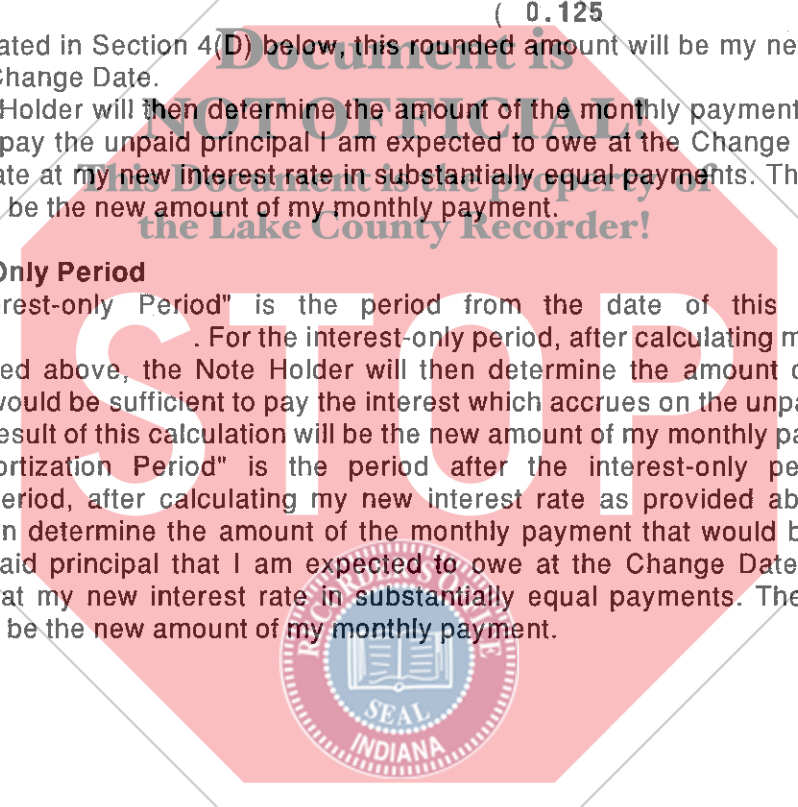 ( 0.125
ated in Section 4(D) below, this rounded amount will be my ne
Change Date.
Holder will then determine the amount of the monthly payment
pay the unpaid principal I am expected to owe at the Change
ate at my new interest rate in substantially equal payments. Th
be the new amount of my monthly payment.
Document is
NOT OFFICIAL!
This Document is the property of
the Lake County Recorder!
Only Period
rest-only Period" is the period from the date of this
. For the interest-only period, after calculating m
ed above, the Note Holder will then determine the amount o
would be sufficient to pay the interest which accrues on the unpa
esult of this calculation will be the new amount of my monthly pa
ortization Period" is the period after the interest-only pe
eriod, after calculating my new interest rate as provided ab
n determine the amount of the monthly payment that would b
aid principal that I am expected to owe at the Change Date
at my new interest rate in substantially equal payments. The
be the new amount of my monthly payment.
STOP
RECORDER'S OFFICE
SEAL
INDIANA